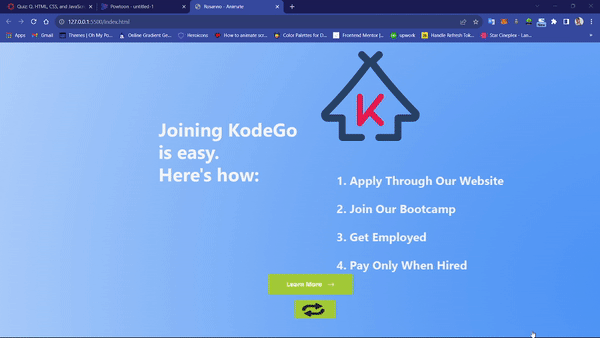 Quiz: G. HTML, CSS, and JavaSc
Powtoon - untitled-1
Rosarieo - Animate
127.0.0.1:5500/index.html
Apps
Gmail
Themes | Oh My Po...
Online Gradient Ge...
Heroicons
How to animate scr...
Color Palettes for D...
Frontend Mentor |...
upwork
Handle Refresh Tok...
Star Cineplex - Lan...
Joining KodeGo
is easy.
Here's how:
K
1. Apply Through Our Website
2. Join Our Bootcamp
3. Get Employed
4. Pay Only When Hired
Learn More →